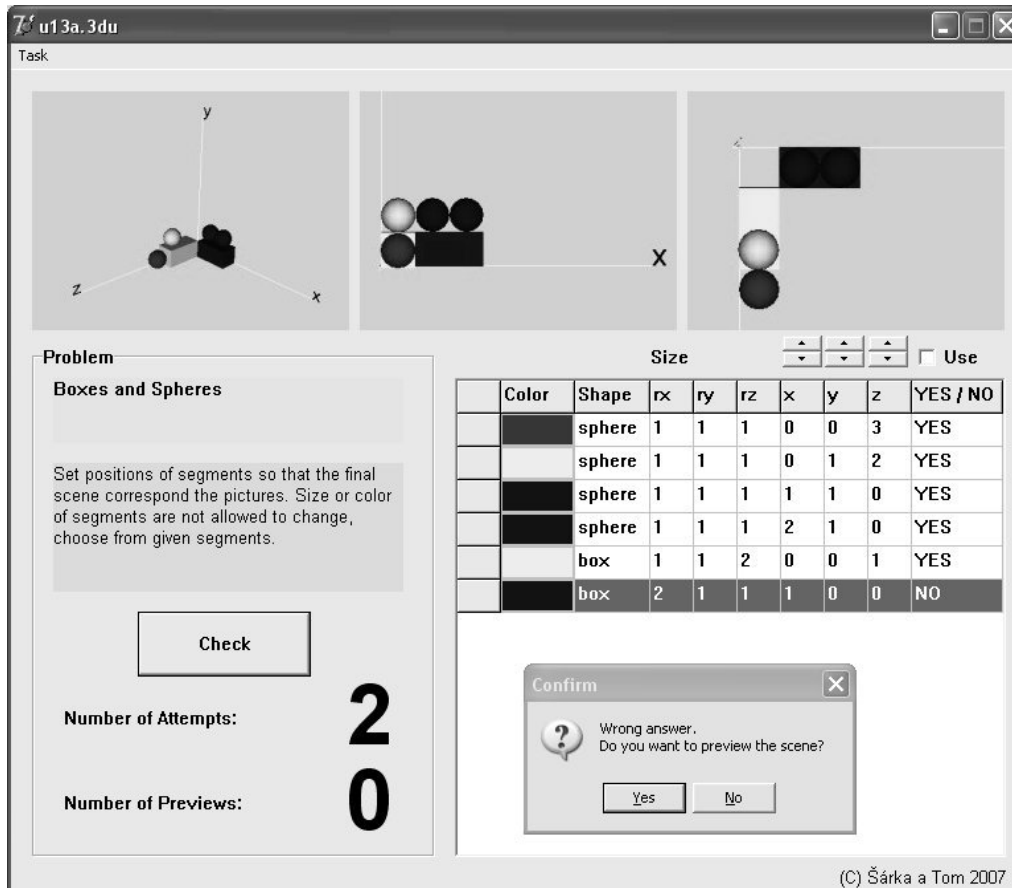 u13a.3du
Task
y
z
x
X
z
Problem
Boxes and Spheres
Set positions of segments so that the final
scene correspond the pictures. Size or color
of segments are not allowed to change,
choose from given segments.
Check
Number of Attempts: 2
Number of Previews: 0
Size Use
Color Shape rx ry rz x y z YES / NO
sphere 1 1 1 0 0 3 YES
sphere 1 1 1 0 1 2 YES
sphere 1 1 1 1 1 0 YES
sphere 1 1 1 2 1 0 YES
box 1 1 2 0 0 1 YES
box 2 1 1 1 0 0 NO
Confirm
Wrong answer.
Do you want to preview the scene?
Yes No
(C) Šárka a Tom 2007